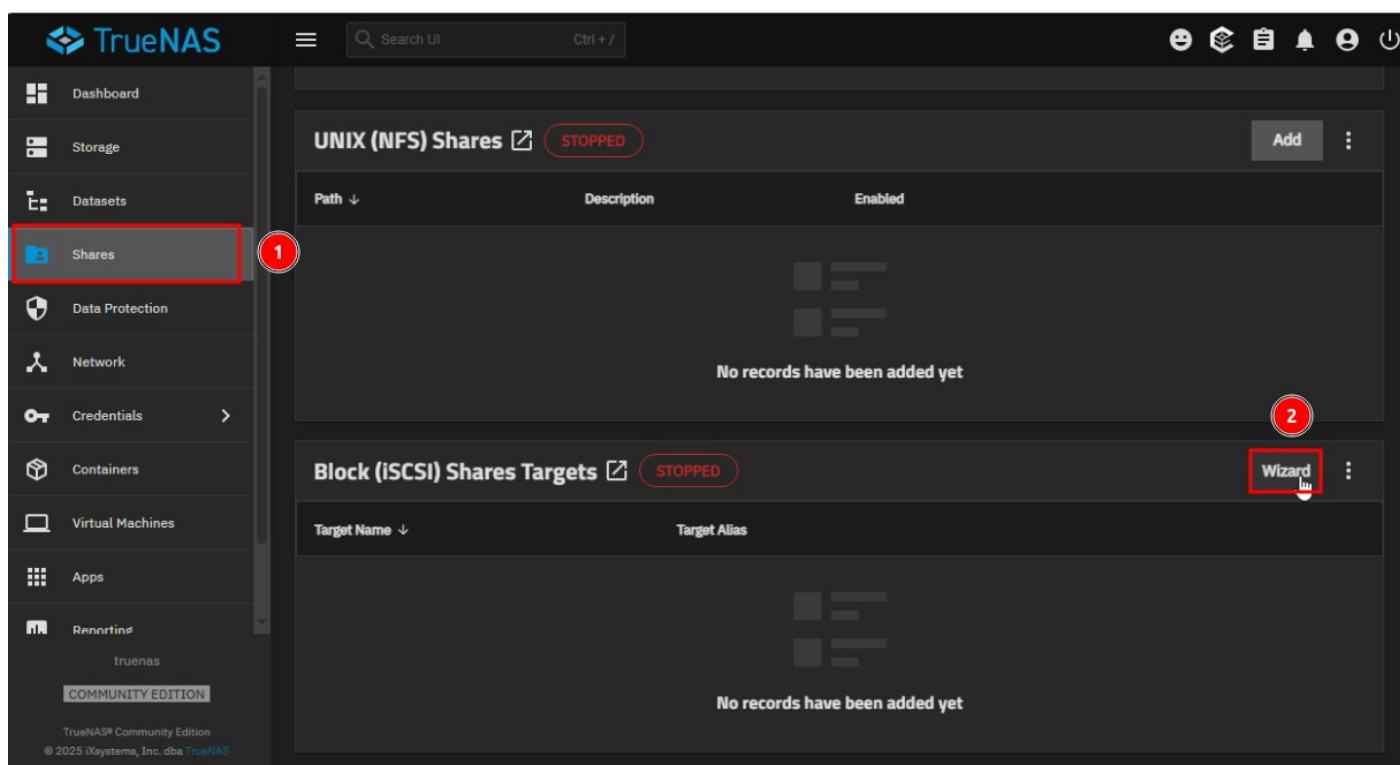 TrueNAS
Search UI Ctrl + /
Dashboard
Storage
Datasets
Shares
1
Data Protection
Network
Credentials
Containers
Virtual Machines
Apps
Reporting
truenas
COMMUNITY EDITION
TrueNAS® Community Edition
© 2025 iXsystems, Inc. dba TrueNAS
UNIX (NFS) Shares STOPPED Add
Path Description Enabled
No records have been added yet
2
Block (iSCSI) Shares Targets STOPPED Wizard
Target Name Target Alias
No records have been added yet